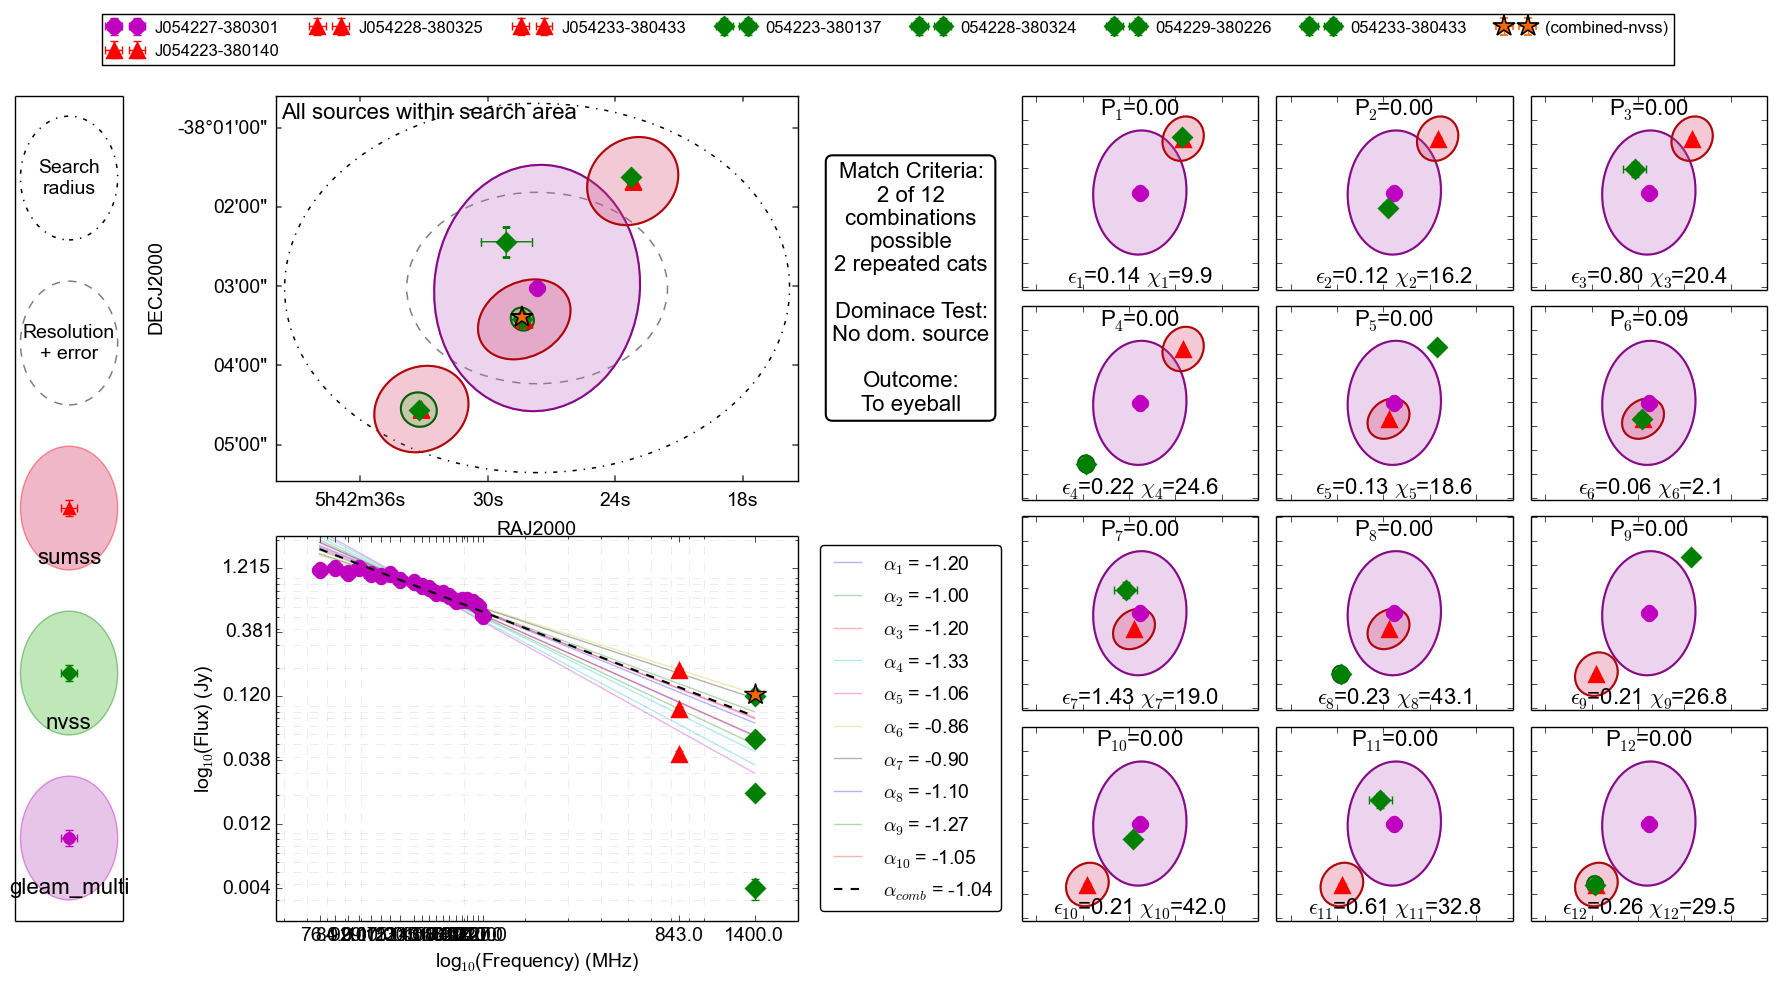 J054227-380301
J054228-380325
J054233-380433
054223-380137
054228-380324
054229-380226
054233-380433
(combined-nvss)
J054223-380140
Search
radius
Resolution
+ error
sumss
nvss
gleam_multi
All sources within search area
-38°01'00"
02'00"
03'00"
04'00"
05'00"
DECJ2000
5h42m36s
30s
24s
18s
RAJ2000
Match Criteria:
2 of 12
combinations
possible
2 repeated cats
Dominace Test:
No dom. source
Outcome:
To eyeball
1.215
0.381
0.120
0.038
0.012
0.004
log₁₀(Flux) (Jy)
843.0
1400.0
log₁₀(Frequency) (MHz)
α₁ = -1.20
α₂ = -1.00
α₃ = -1.20
α₄ = -1.33
α₅ = -1.06
α₆ = -0.86
α₇ = -0.90
α₈ = -1.10
α₉ = -1.27
α₁₀ = -1.05
α_comb = -1.04
P₁=0.00
ϵ₁=0.14 χ₁=9.9
P₂=0.00
ϵ₂=0.12 χ₂=16.2
P₃=0.00
ϵ₃=0.80 χ₃=20.4
P₄=0.00
ϵ₄=0.22 χ₄=24.6
P₅=0.00
ϵ₅=0.13 χ₅=18.6
P₆=0.09
ϵ₆=0.06 χ₆=2.1
P₇=0.00
ϵ₇=1.43 χ₇=19.0
P₈=0.00
ϵ₈=0.23 χ₈=43.1
P₉=0.00
ϵ₉=0.21 χ₉=26.8
P₁₀=0.00
ϵ₁₀=0.21 χ₁₀=42.0
P₁₁=0.00
ϵ₁₁=0.61 χ₁₁=32.8
P₁₂=0.00
ϵ₁₂=0.26 χ₁₂=29.5